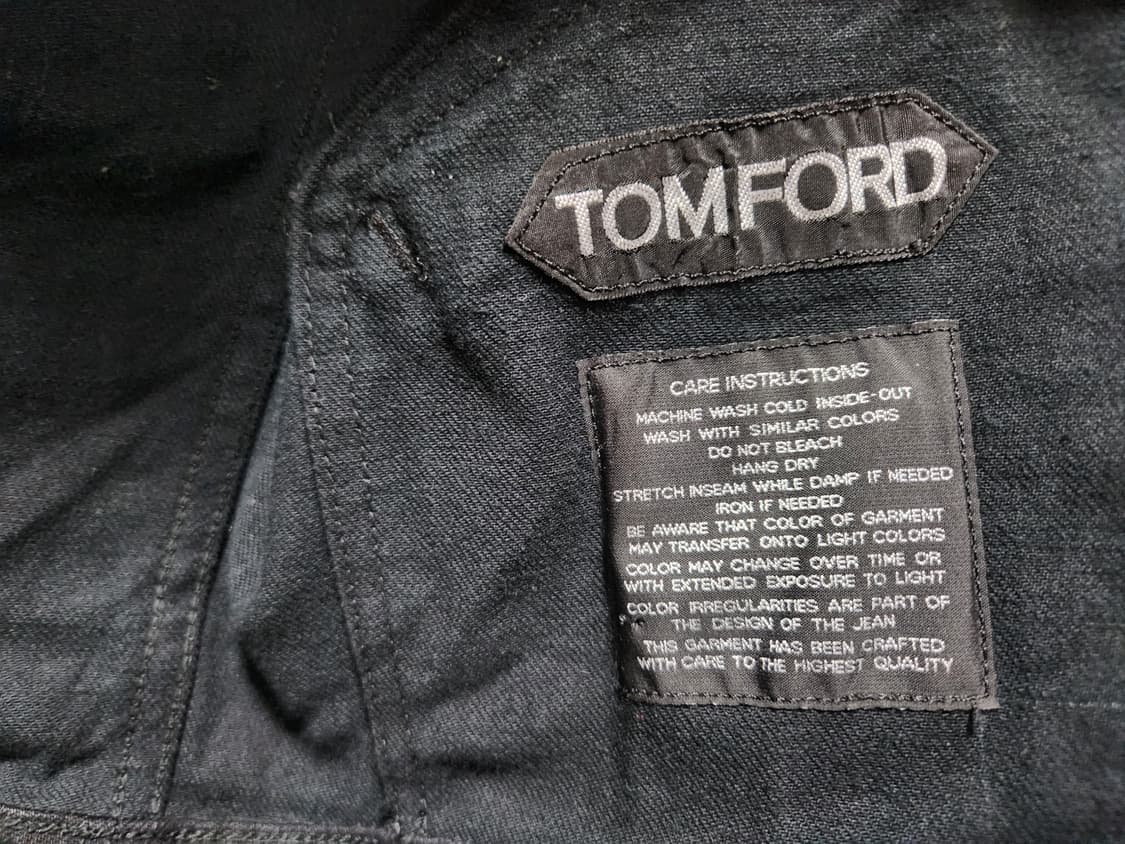 TOM FORD
CARE INSTRUCTIONS
MACHINE WASH COLD INSIDE-OUT
WASH WITH SIMILAR COLORS
DO NOT BLEACH
HANG DRY
STRETCH INSEAM WHILE DAMP IF NEEDED
IRON IF NEEDED
BE AWARE THAT COLOR OF GARMENT
MAY TRANSFER ONTO LIGHT COLORS
COLOR MAY CHANGE OVER TIME OR
WITH EXTENDED EXPOSURE TO LIGHT
COLOR IRREGULARITIES ARE PART OF
THE DESIGN OF THE JEAN
THIS GARMENT HAS BEEN CRAFTED
WITH CARE TO THE HIGHEST QUALITY